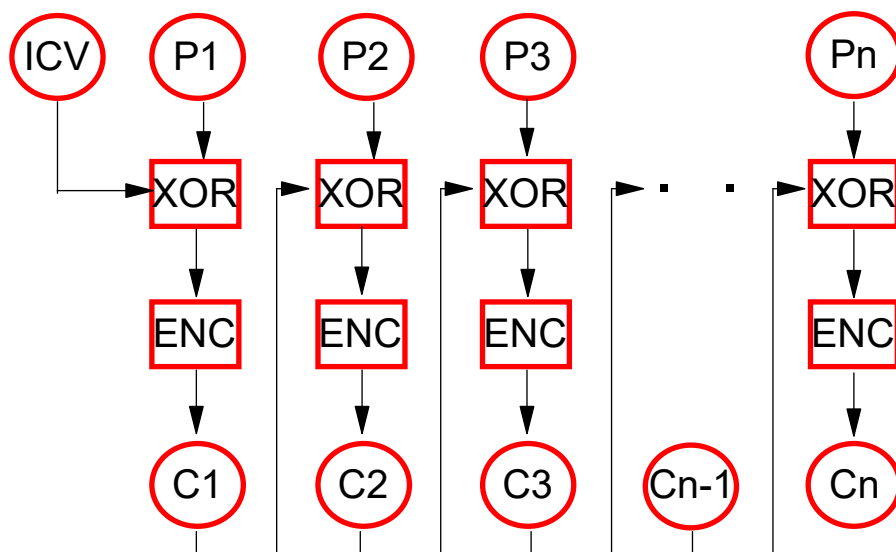 ICV P1 P2 P3 Pn
XOR XOR XOR . . XOR
ENC ENC ENC ENC
C1 C2 C3 Cn-1 Cn